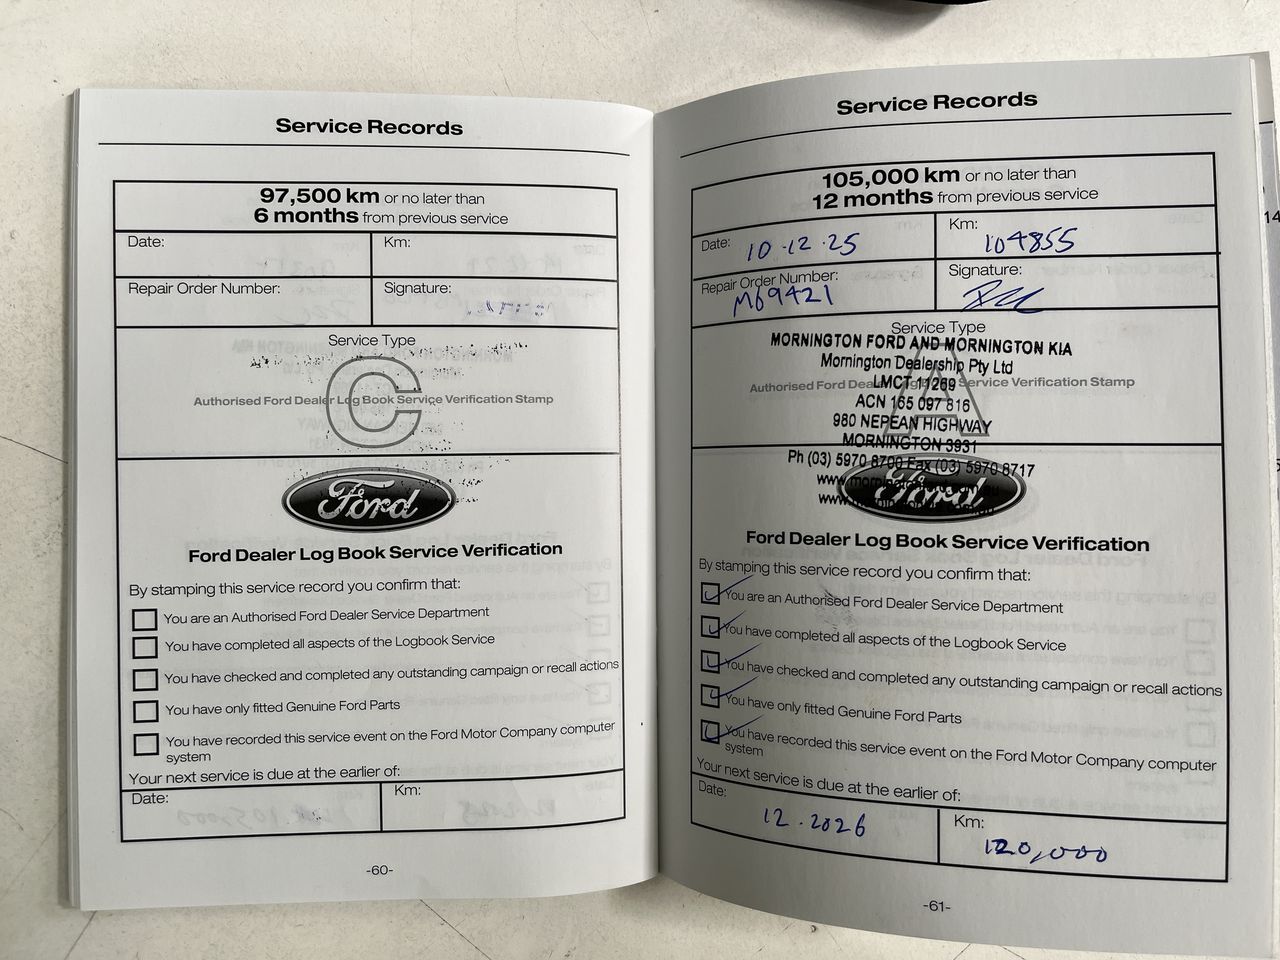 Service Records
97,500 km or no later than
6 months from previous service
Date:
Km:
Repair Order Number:
Signature:
Service Type
C
Authorised Ford Dealer Log Book Service Verification Stamp
Ford
Ford Dealer Log Book Service Verification
By stamping this service record you confirm that:
You are an Authorised Ford Dealer Service Department
You have completed all aspects of the Logbook Service
You have checked and completed any outstanding campaign or recall actions
You have only fitted Genuine Ford Parts
You have recorded this service event on the Ford Motor Company computer
system
Your next service is due at the earlier of:
Date:
Km:
-60-
Service Records
105,000 km or no later than
12 months from previous service
Date: 10.12.25
Km: 104855
Repair Order Number: M69421
Signature:
Service Type
MORNINGTON FORD AND MORNINGTON KIA
Mornington Dealership Pty Ltd
LMCT 11269
A
Authorised Ford Dealer Log Service Verification Stamp
ACN 165 097 816
980 NEPEAN HIGHWAY
MORNINGTON 3931
Ph (03) 5970 8700 Fax (03) 5970 8717
Ford
Ford Dealer Log Book Service Verification
By stamping this service record you confirm that:
You are an Authorised Ford Dealer Service Department
You have completed all aspects of the Logbook Service
You have checked and completed any outstanding campaign or recall actions
You have only fitted Genuine Ford Parts
You have recorded this service event on the Ford Motor Company computer
system
Your next service is due at the earlier of:
Date: 12.2026
Km: 120,000
-61-
14